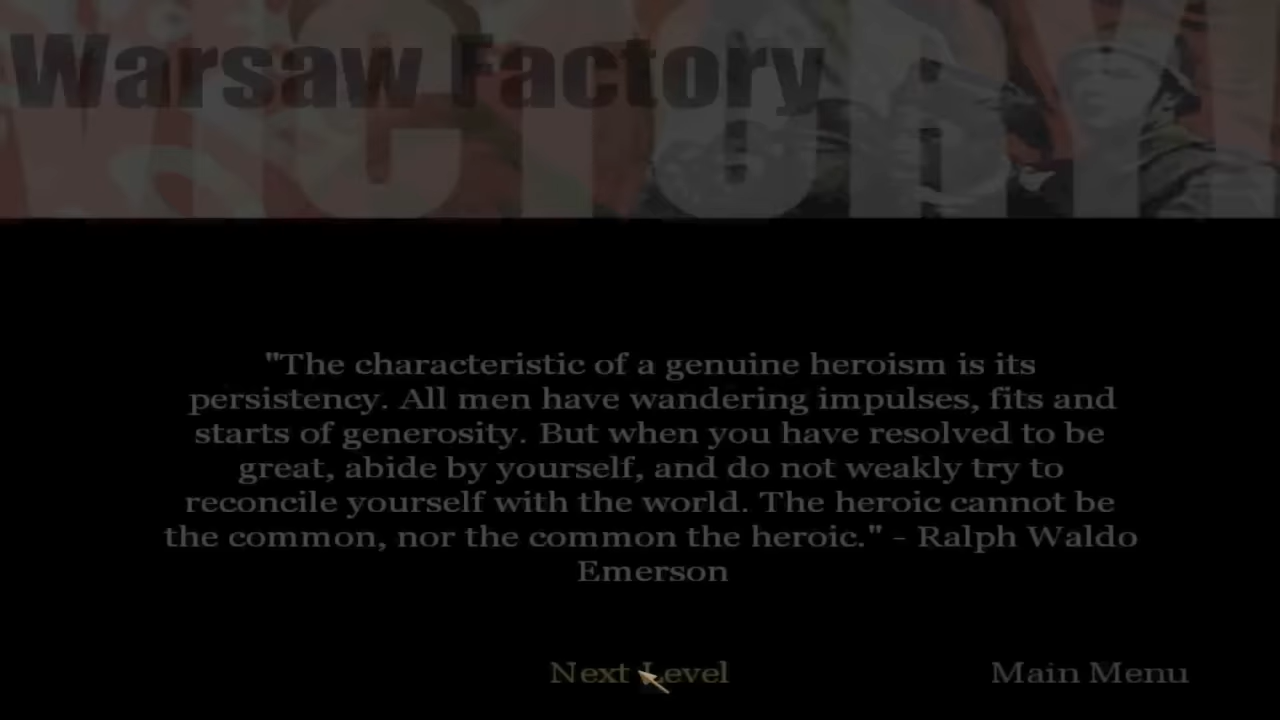 VICTORY!
Warsaw Factory
"The characteristic of a genuine heroism is its
persistency. All men have wandering impulses, fits and
starts of generosity. But when you have resolved to be
great, abide by yourself, and do not weakly try to
reconcile yourself with the world. The heroic cannot be
the common, nor the common the heroic." - Ralph Waldo
Emerson
Next Level
Main Menu